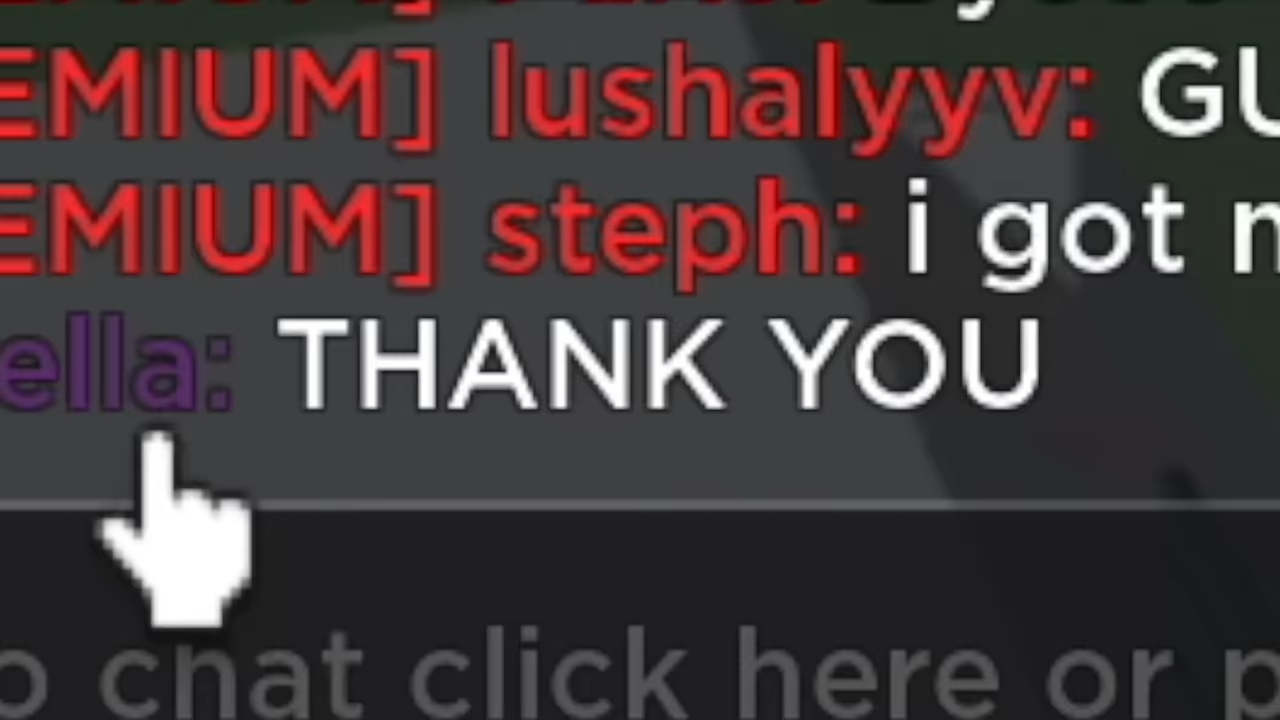 EMIUM] lushalyyv: GU
EMIUM] steph: i got
ella: THANK YOU
o chat click here or p